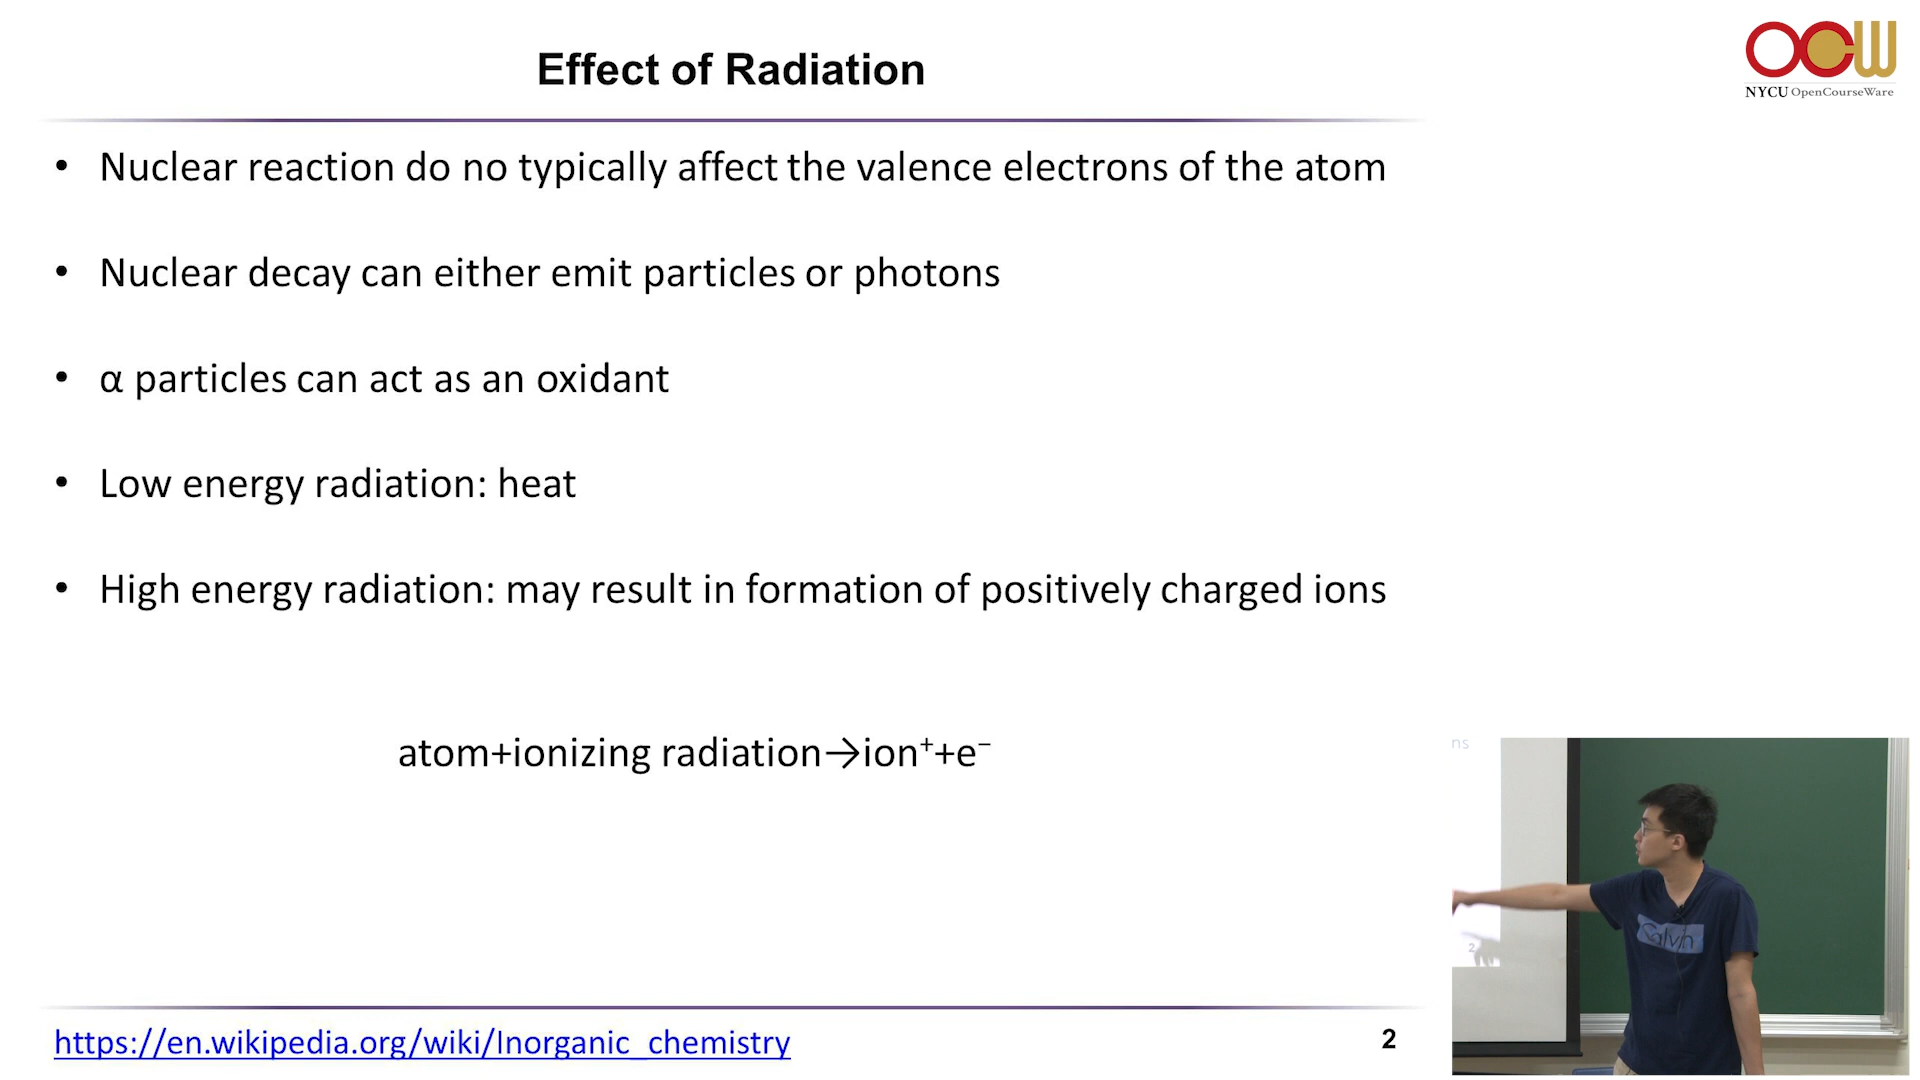 Effect of Radiation
OCW
NYCU OpenCourseWare
• Nuclear reaction do no typically affect the valence electrons of the atom
• Nuclear decay can either emit particles or photons
• α particles can act as an oxidant
• Low energy radiation: heat
• High energy radiation: may result in formation of positively charged ions
atom+ionizing radiation→ion⁺+e⁻
ns
2
Calvin
https://en.wikipedia.org/wiki/Inorganic_chemistry
2